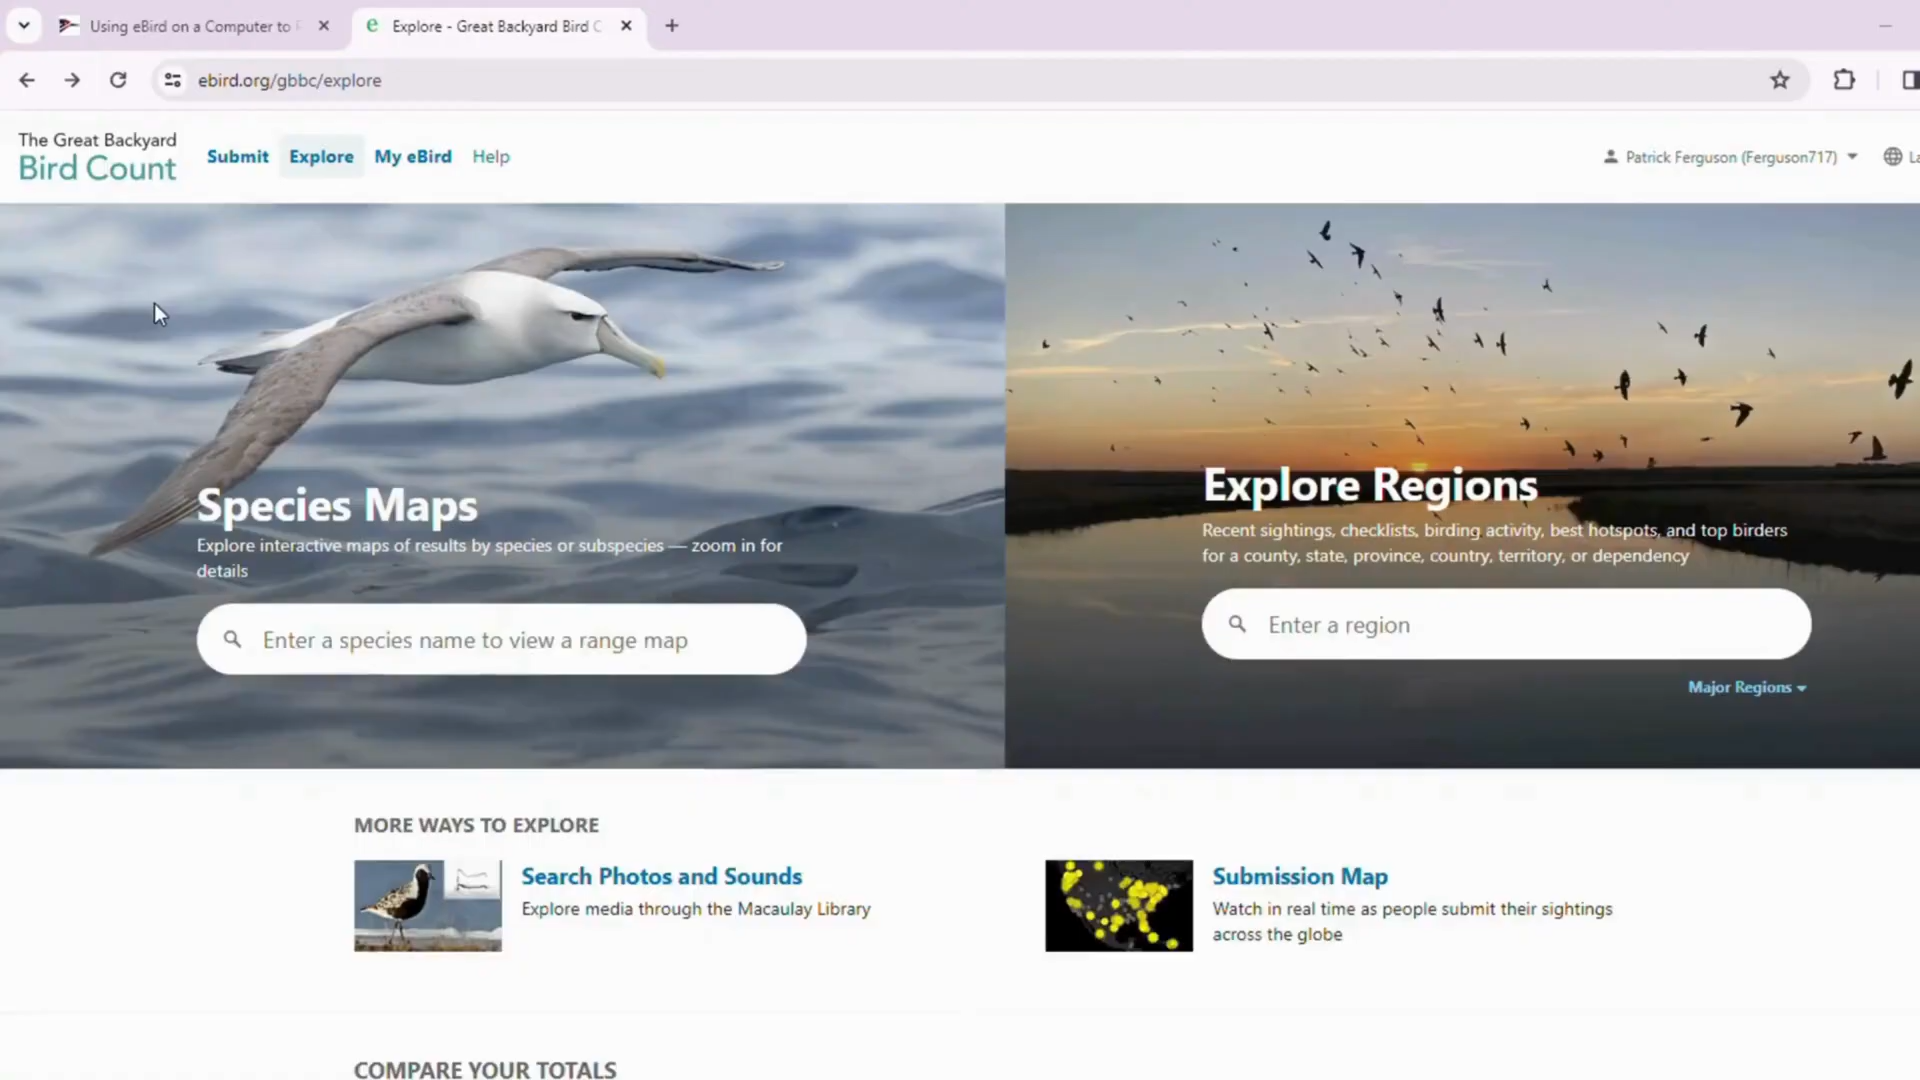 Using eBird on a Computer to
Explore - Great Backyard Bird C
ebird.org/gbbc/explore
The Great Backyard
Bird Count
Submit
Explore
My eBird
Help
Patrick Ferguson (Ferguson717)
La
Species Maps
Explore interactive maps of results by species or subspecies — zoom in for
details
Enter a species name to view a range map
Explore Regions
Recent sightings, checklists, birding activity, best hotspots, and top birders
for a county, state, province, country, territory, or dependency
Enter a region
Major Regions
MORE WAYS TO EXPLORE
Search Photos and Sounds
Explore media through the Macaulay Library
Submission Map
Watch in real time as people submit their sightings
across the globe
COMPARE YOUR TOTALS